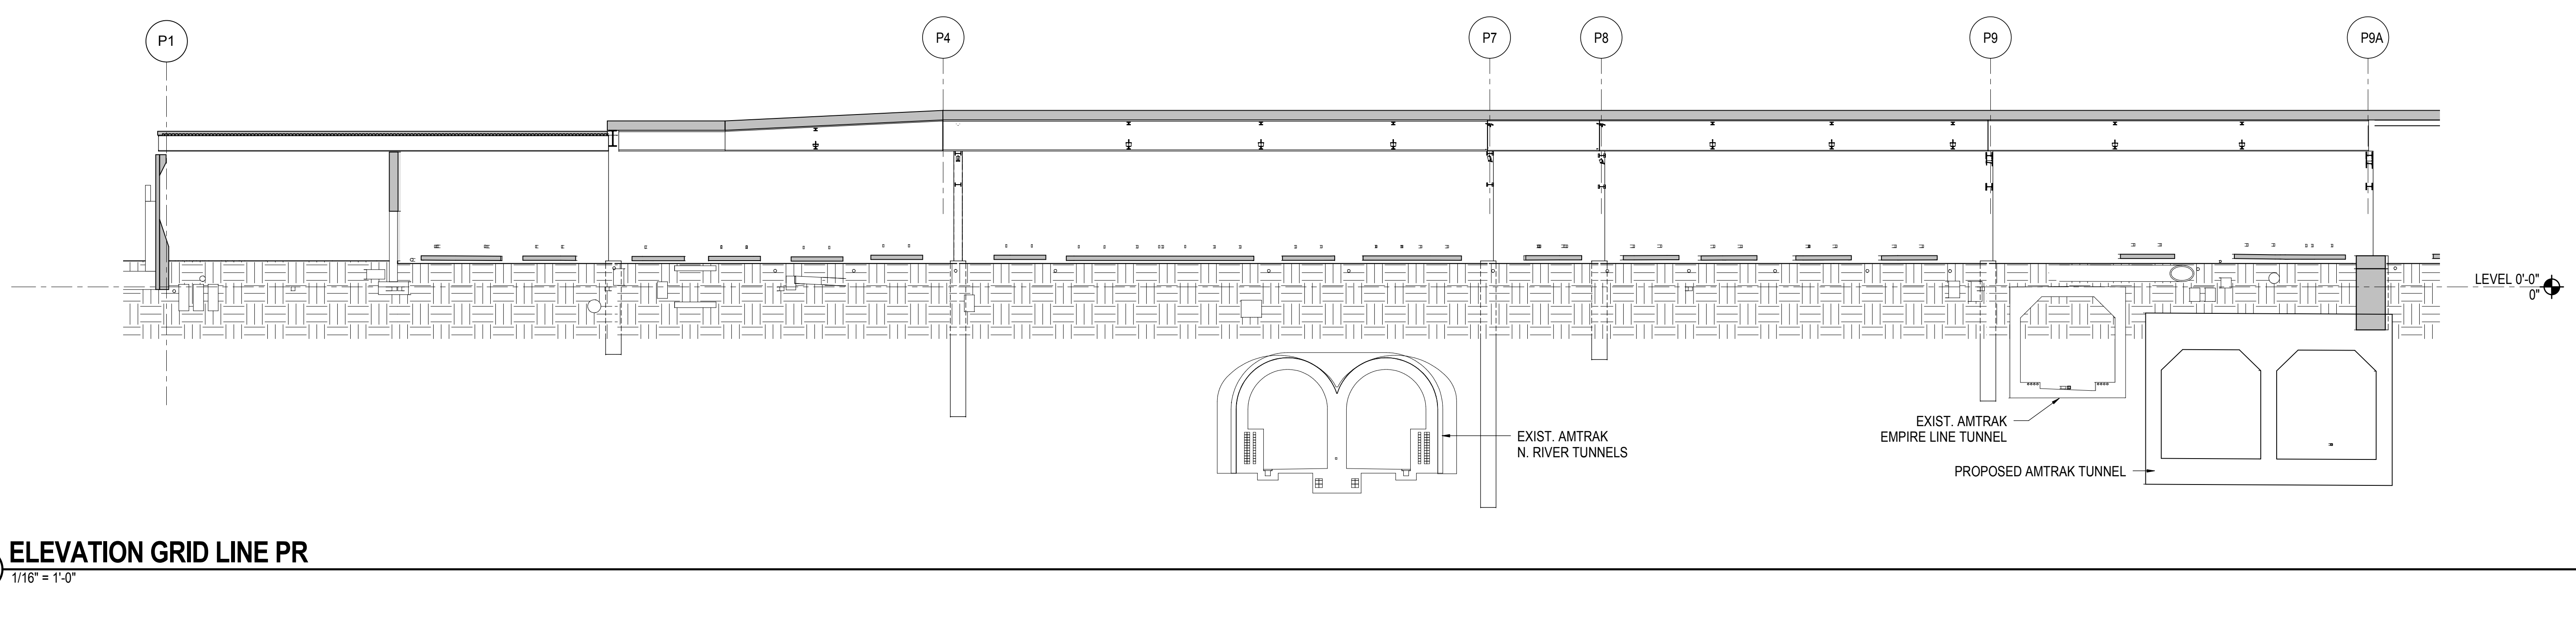 P1
P4
P7
P8
P9
P9A
LEVEL 0'-0"
0"
EXIST. AMTRAK
N. RIVER TUNNELS
EXIST. AMTRAK
EMPIRE LINE TUNNEL
PROPOSED AMTRAK TUNNEL
ELEVATION GRID LINE PR
1/16" = 1'-0"